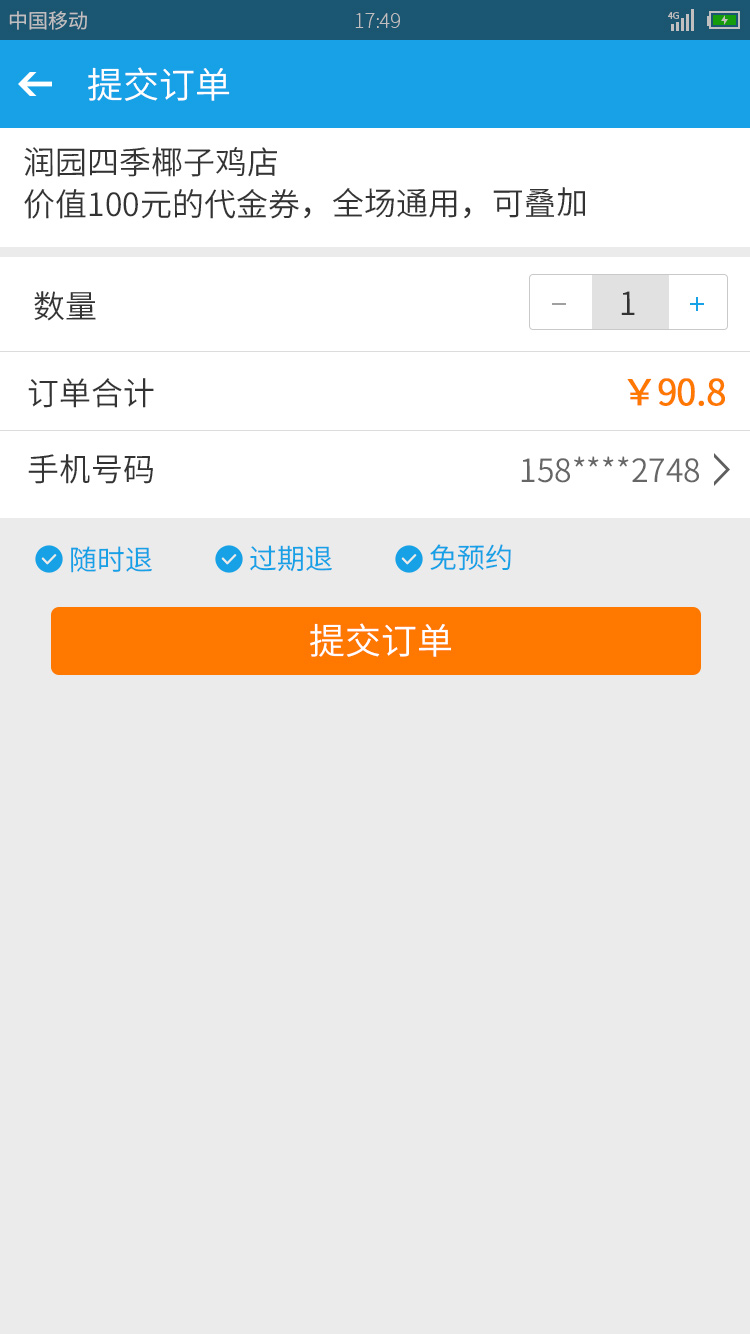 中国移动 17:49 4G
提交订单
润园四季椰子鸡店
价值100元的代金券，全场通用，可叠加
数量 － 1 +
订单合计 ￥90.8
手机号码 158****2748
随时退 过期退 免预约
提交订单